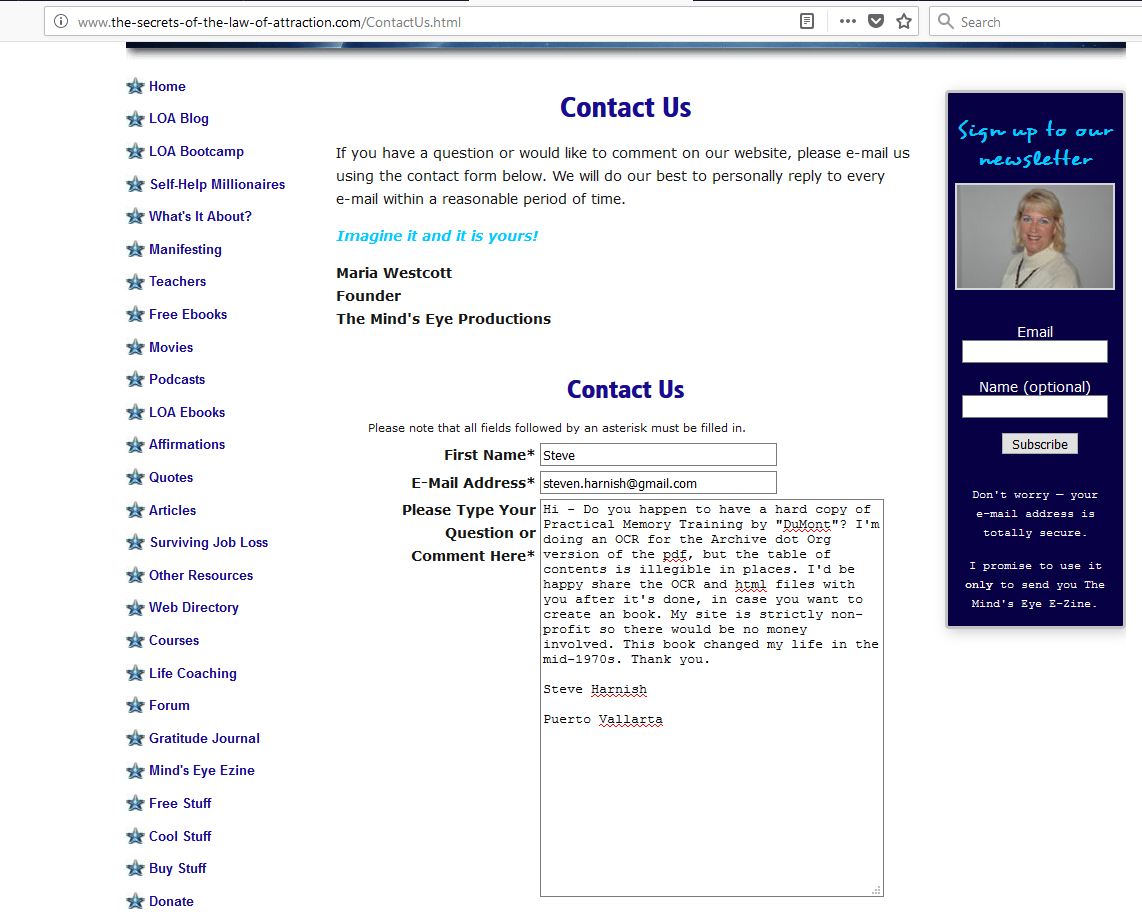 www.the-secrets-of-the-law-of-attraction.com/ContactUs.html
Search
Home
LOA Blog
LOA Bootcamp
Self-Help Millionaires
What's It About?
Manifesting
Teachers
Free Ebooks
Movies
Podcasts
LOA Ebooks
Affirmations
Quotes
Articles
Surviving Job Loss
Other Resources
Web Directory
Courses
Life Coaching
Forum
Gratitude Journal
Mind's Eye Ezine
Free Stuff
Cool Stuff
Buy Stuff
Donate
Contact Us
If you have a question or would like to comment on our website, please e-mail us
using the contact form below. We will do our best to personally reply to every
e-mail within a reasonable period of time.
Imagine it and it is yours!
Maria Westcott
Founder
The Mind's Eye Productions
Contact Us
Please note that all fields followed by an asterisk must be filled in.
First Name* Steve
E-Mail Address* steven.harnish@gmail.com
Please Type Your
Question or
Comment Here*
Hi - Do you happen to have a hard copy of
Practical Memory Training by "DuMont"? I'm
doing an OCR for the Archive dot Org
version of the pdf, but the table of
contents is illegible in places. I'd be
happy share the OCR and html files with
you after it's done, in case you want to
create an book. My site is strictly non-
profit so there would be no money
involved. This book changed my life in the
mid-1970s. Thank you.
Steve Harnish
Puerto Vallarta
Sign up to our
newsletter
Email
Name (optional)
Subscribe
Don't worry — your
e-mail address is
totally secure.
I promise to use it
only to send you The
Mind's Eye E-Zine.